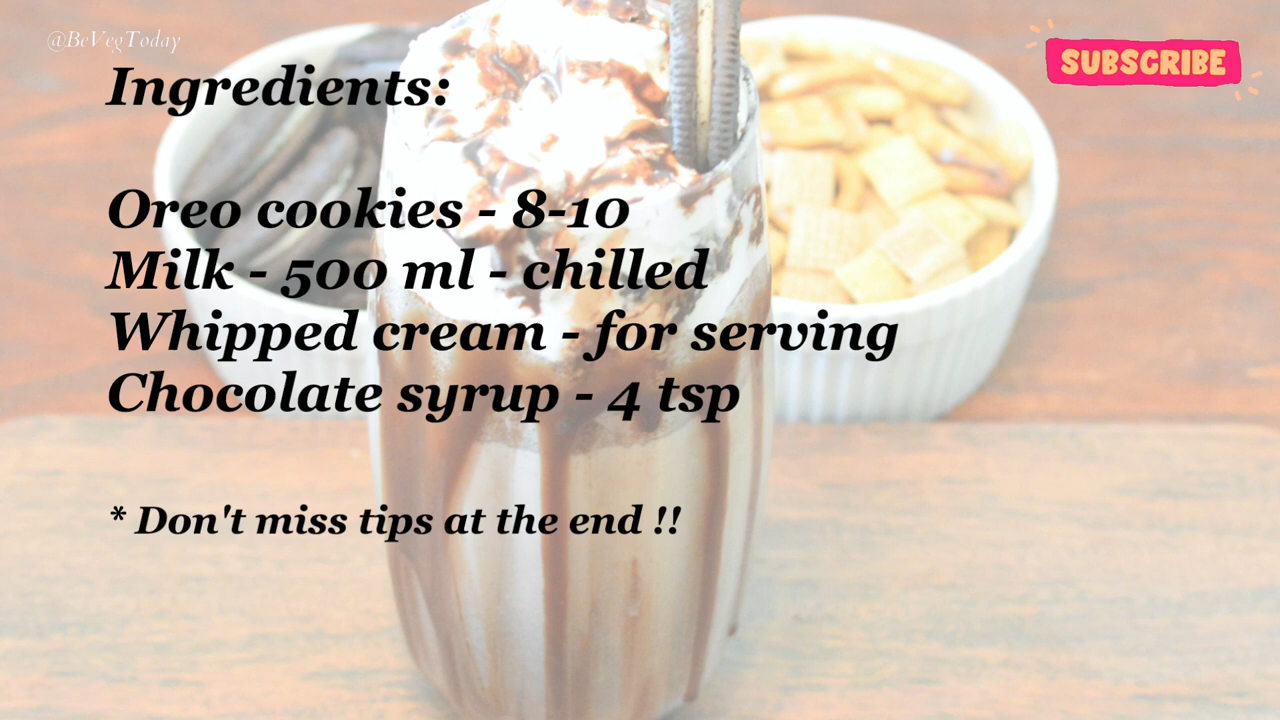 @BeVegToday
SUBSCRIBE
Ingredients:
Oreo cookies - 8-10
Milk - 500 ml - chilled
Whipped cream - for serving
Chocolate syrup - 4 tsp
* Don't miss tips at the end !!